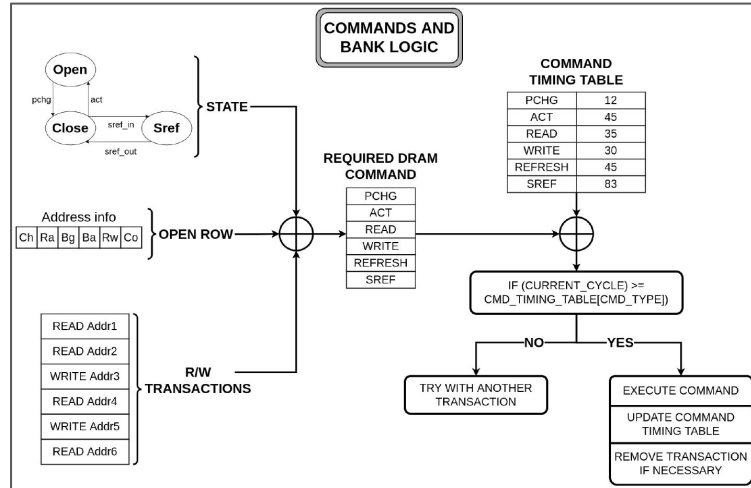 COMMANDS AND
BANK LOGIC
Open
pchg
act
Close
sref_in
Sref
sref_out
STATE
Address info
Ch Ra Bg Ba Rw Co
OPEN ROW
READ Addr1
READ Addr2
WRITE Addr3
READ Addr4
WRITE Addr5
READ Addr6
R/W
TRANSACTIONS
REQUIRED DRAM
COMMAND
PCHG
ACT
READ
WRITE
REFRESH
SREF
COMMAND
TIMING TABLE
PCHG 12
ACT 45
READ 35
WRITE 30
REFRESH 45
SREF 83
IF (CURRENT_CYCLE) >=
CMD_TIMING_TABLE[CMD_TYPE])
NO
YES
TRY WITH ANOTHER
TRANSACTION
EXECUTE COMMAND
UPDATE COMMAND
TIMING TABLE
REMOVE TRANSACTION
IF NECESSARY